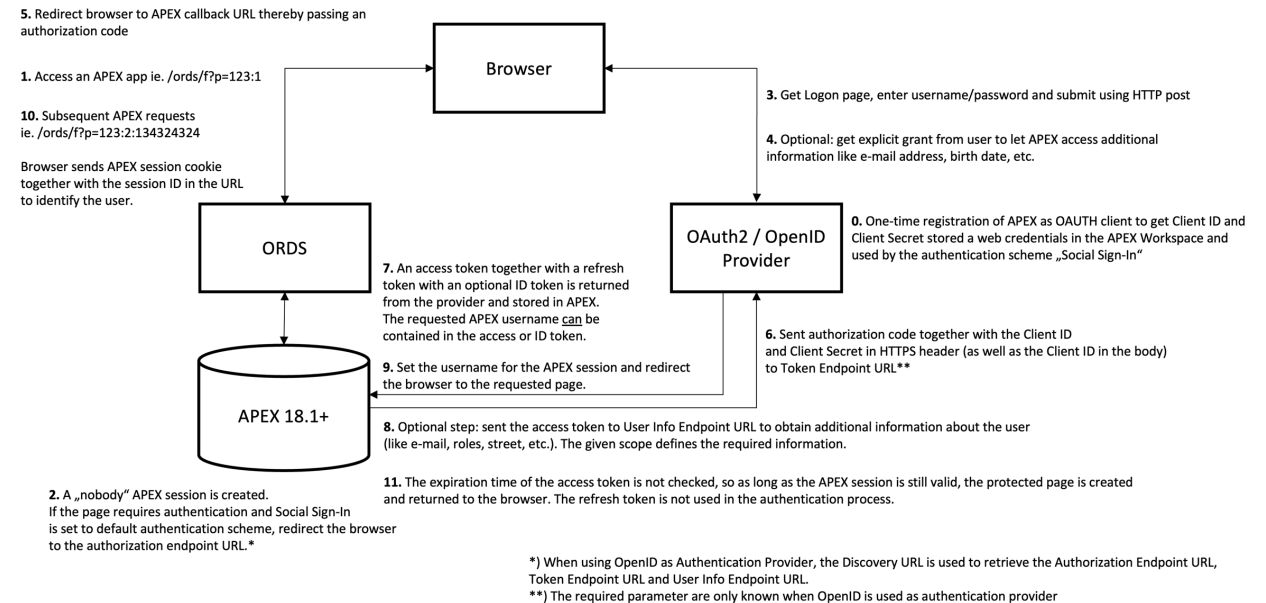 5. Redirect browser to APEX callback URL thereby passing an
authorization code
Browser
1. Access an APEX app ie. /ords/f?p=123:1
3. Get Logon page, enter username/password and submit using HTTP post
10. Subsequent APEX requests
ie. /ords/f?p=123:2:134324324
4. Optional: get explicit grant from user to let APEX access additional
information like e-mail address, birth date, etc.
Browser sends APEX session cookie
together with the session ID in the URL
to identify the user.
ORDS
OAuth2 / OpenID
Provider
0. One-time registration of APEX as OAUTH client to get Client ID and
Client Secret stored a web credentials in the APEX Workspace and
used by the authentication scheme „Social Sign-In“
7. An access token together with a refresh
token with an optional ID token is returned
from the provider and stored in APEX.
The requested APEX username can be
contained in the access or ID token.
6. Sent authorization code together with the Client ID
and Client Secret in HTTPS header (as well as the Client ID in the body)
to Token Endpoint URL**
9. Set the username for the APEX session and redirect
the browser to the requested page.
APEX 18.1+
8. Optional step: sent the access token to User Info Endpoint URL to obtain additional information about the user
(like e-mail, roles, street, etc.). The given scope defines the required information.
11. The expiration time of the access token is not checked, so as long as the APEX session is still valid, the protected page is created
and returned to the browser. The refresh token is not used in the authentication process.
2. A „nobody“ APEX session is created.
If the page requires authentication and Social Sign-In
is set to default authentication scheme, redirect the browser
to the authorization endpoint URL.*
*) When using OpenID as Authentication Provider, the Discovery URL is used to retrieve the Authorization Endpoint URL,
Token Endpoint URL and User Info Endpoint URL.
**) The required parameter are only known when OpenID is used as authentication provider